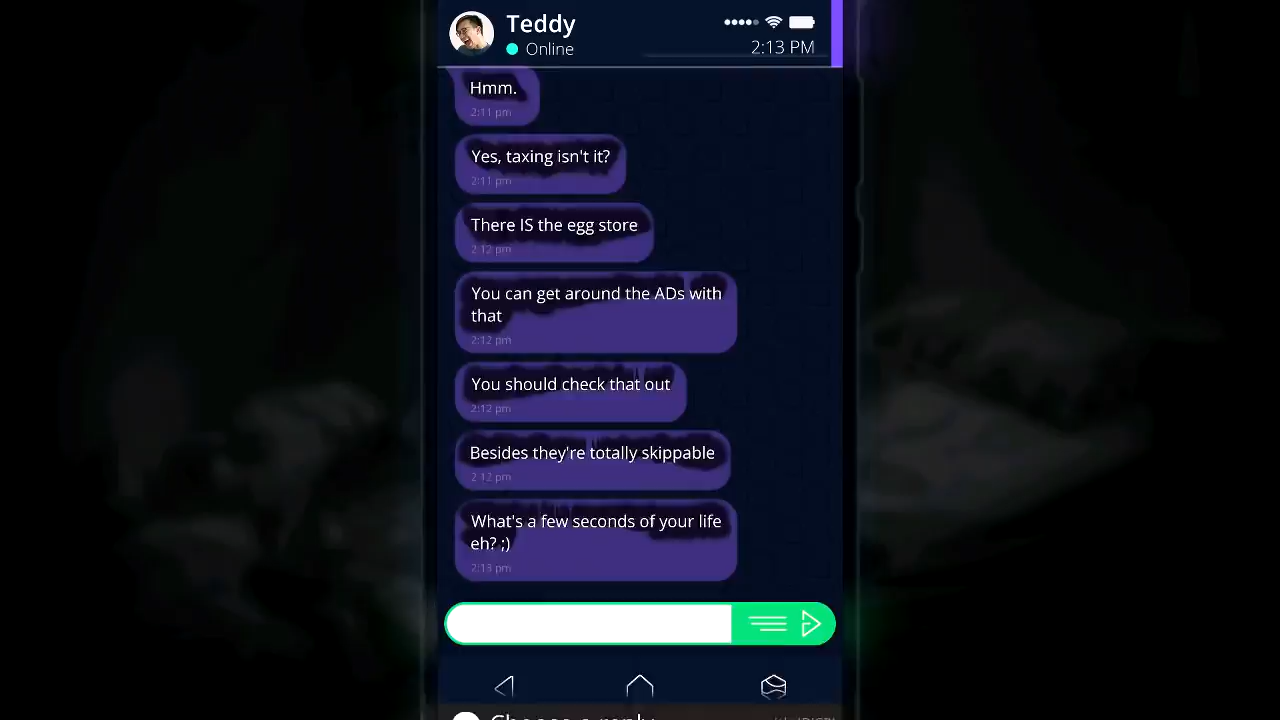 Teddy
Online
2:13 PM
Hmm.
2:11 pm
Yes, taxing isn't it?
2:11 pm
There IS the egg store
2:12 pm
You can get around the ADs with
that
2:12 pm
You should check that out
2:12 pm
Besides they're totally skippable
2:12 pm
What's a few seconds of your life
eh? ;)
2:13 pm
Choose a reply